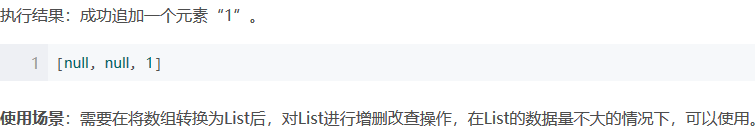 执行结果：成功追加一个元素“1”。
1 [null, null, 1]
使用场景：需要在将数组转换为List后，对List进行增删改查操作，在List的数据量不大的情况下，可以使用。